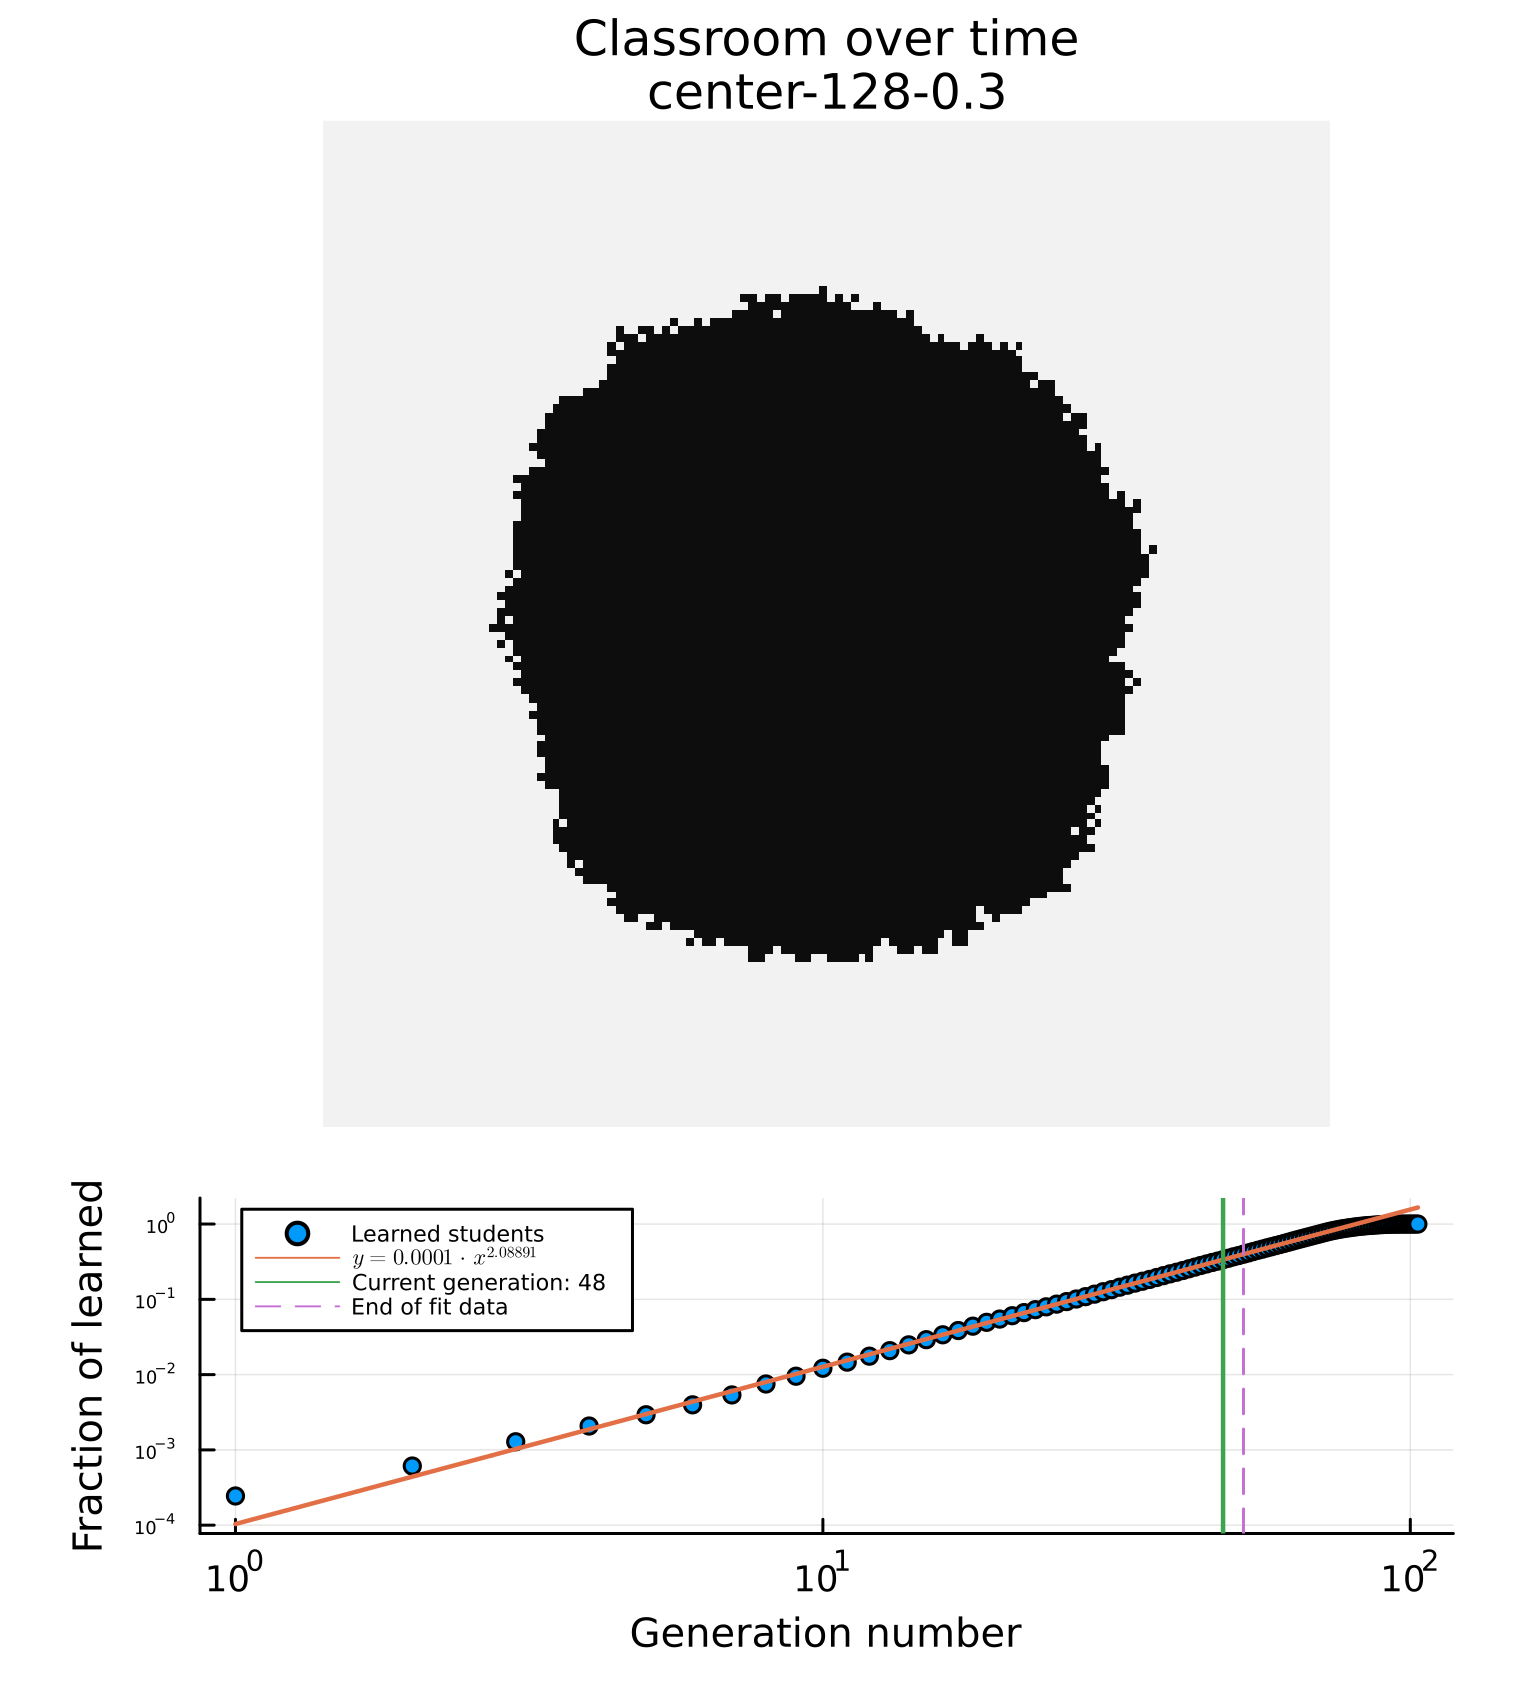 Classroom over time
center-128-0.3
Fraction of learned
10^0
10^-1
10^-2
10^-3
10^-4
Learned students
y = 0.0001 · x^2.08891
Current generation: 48
End of fit data
10^0 10^1 10^2
Generation number